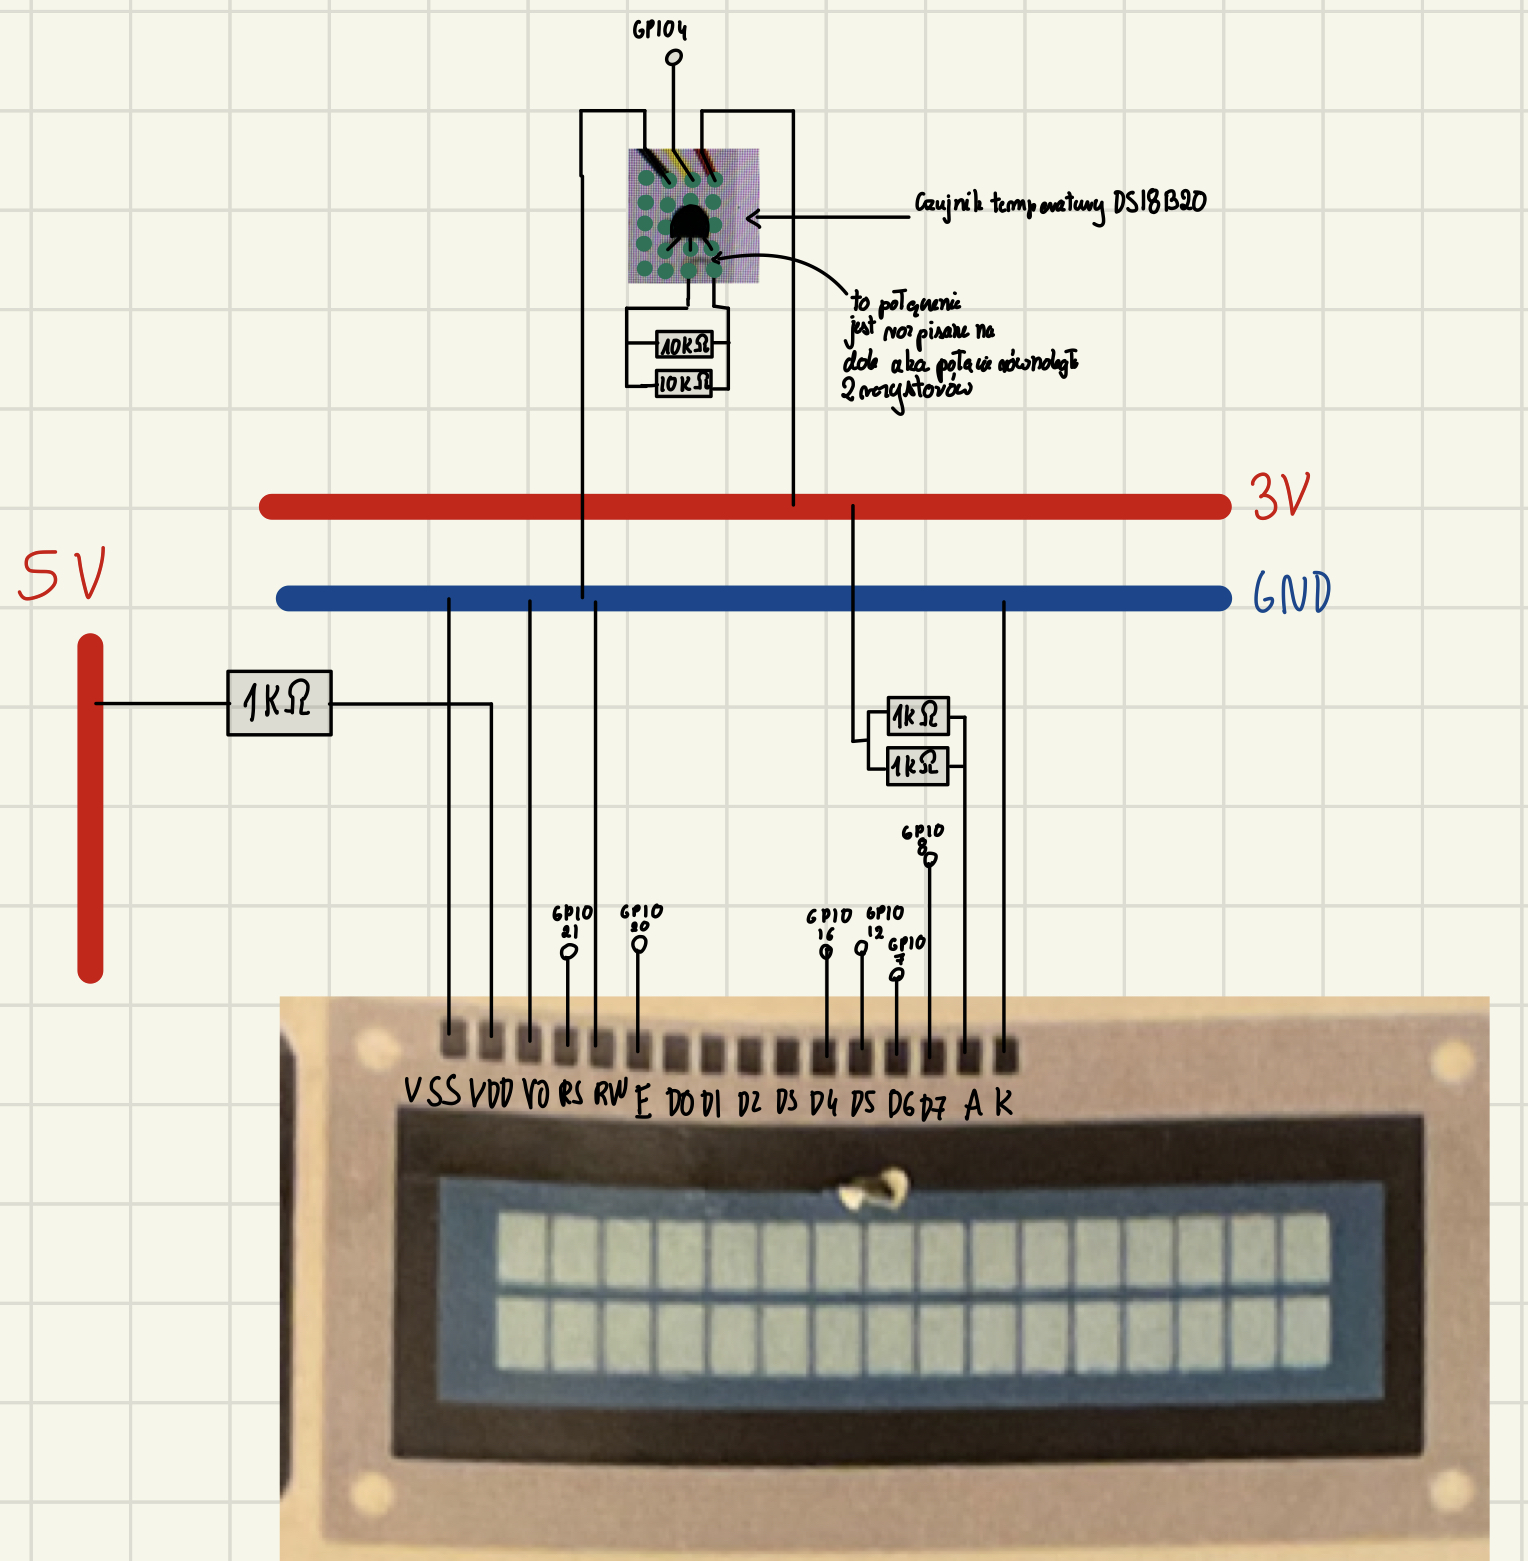 GPIO4
Czujnik temperatury DS18B20
to połączenie
jest rozpisane na
dole aka połącie równoległe
2 rezystorów
10KΩ
10KΩ
3V
GND
5V
1KΩ
1KΩ
1KΩ
GPIO
8
GPIO
21
GPIO
20
GPIO
16
GPIO
12
GPIO
7
VSS VDD VO RS RW E D0 D1 D2 D3 D4 D5 D6 D7 A K